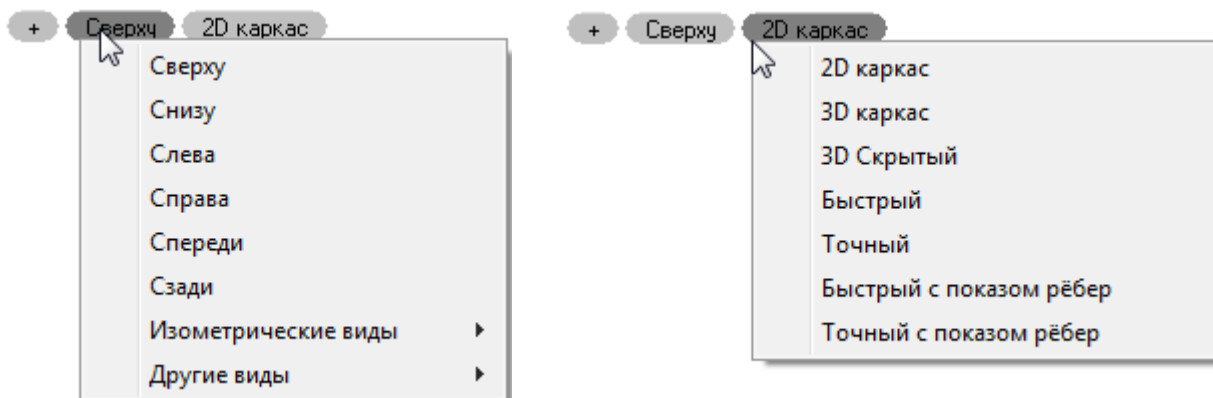 + Сверху 2D каркас
Сверху
Снизу
Слева
Справа
Спереди
Сзади
Изометрические виды
Другие виды
+ Сверху 2D каркас
2D каркас
3D каркас
3D Скрытый
Быстрый
Точный
Быстрый с показом рёбер
Точный с показом рёбер